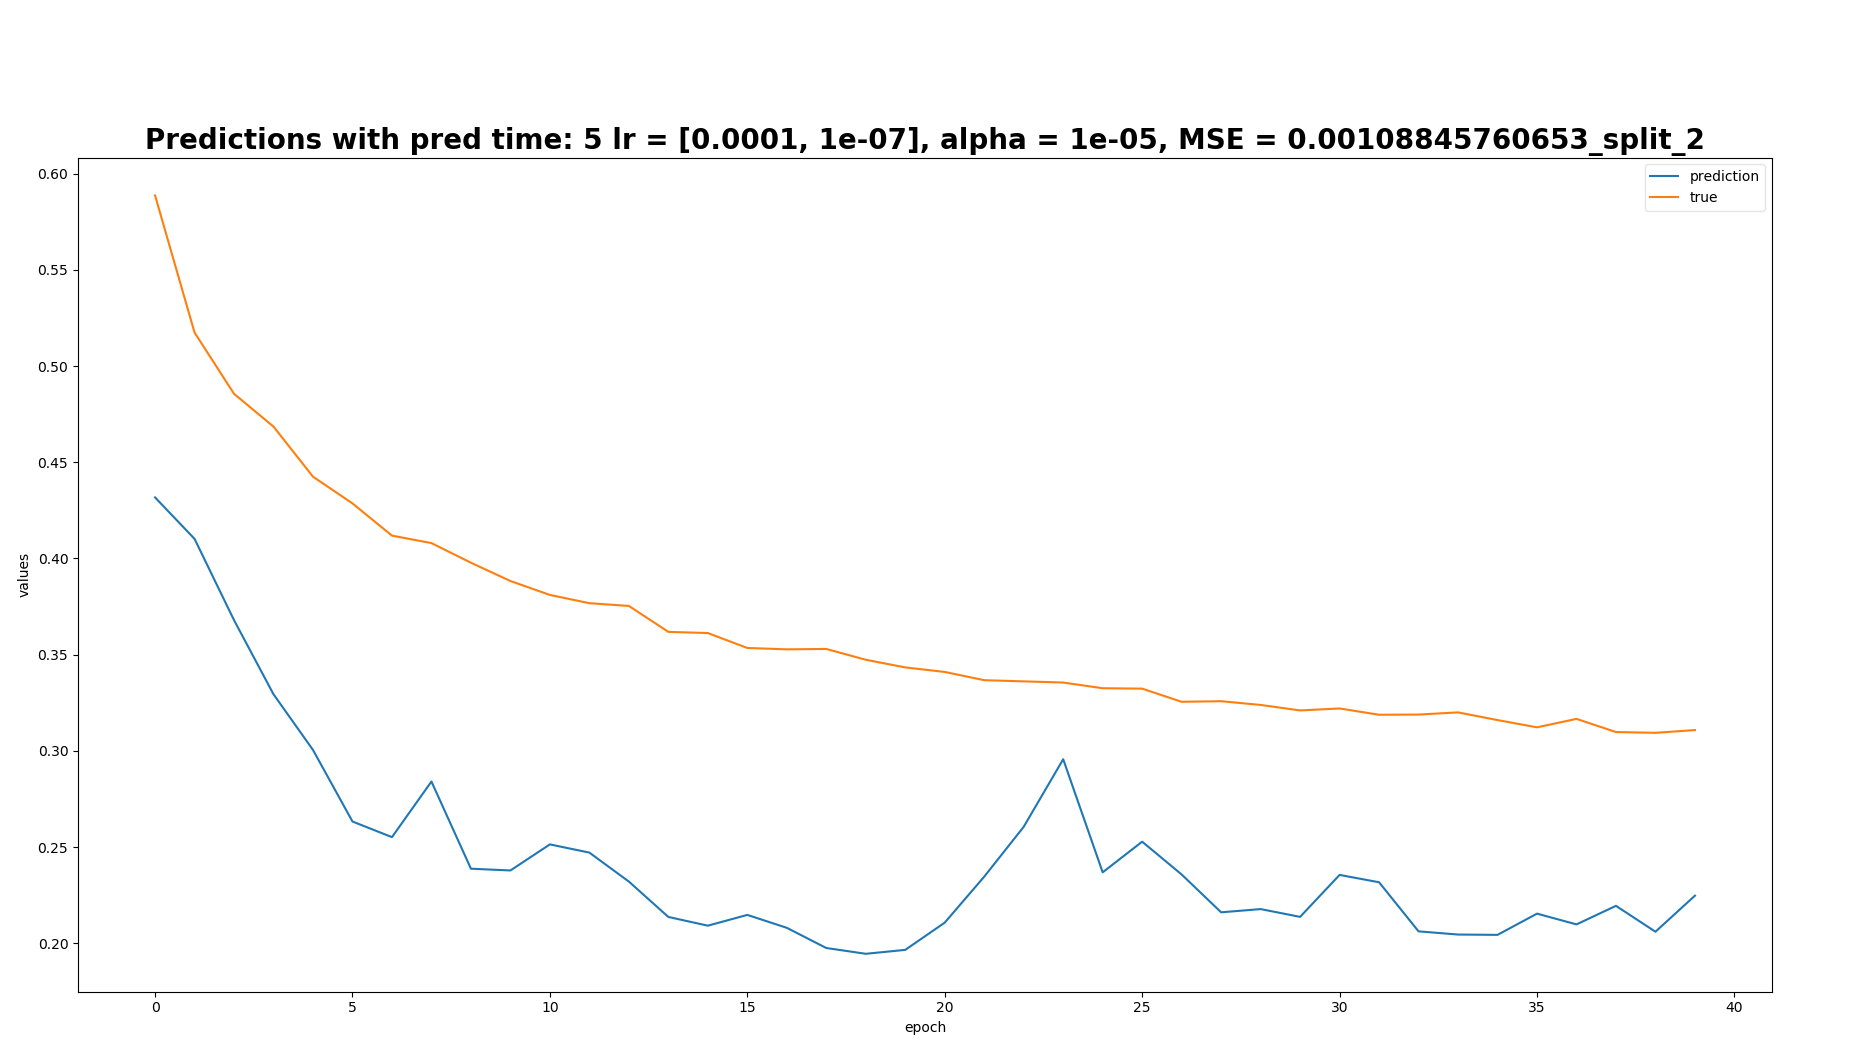 Predictions with pred time: 5 lr = [0.0001, 1e-07], alpha = 1e-05, MSE = 0.00108845760653_split_2
prediction
true
0.60
0.55
0.50
0.45
0.40
0.35
0.30
0.25
0.20
values
0 5 10 15 20 25 30 35 40
epoch